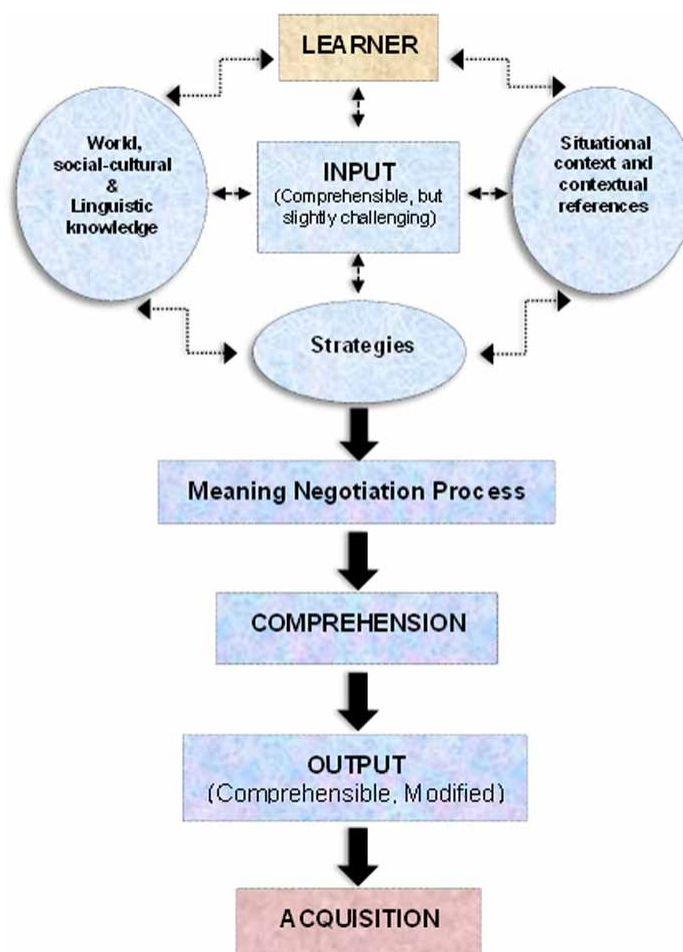 LEARNER
World,
social-cultural
&
Linguistic
knowledge
INPUT
(Comprehensible, but
slightly challenging)
Situational
context and
contextual
references
Strategies
Meaning Negotiation Process
COMPREHENSION
OUTPUT
(Comprehensible, Modified)
ACQUISITION